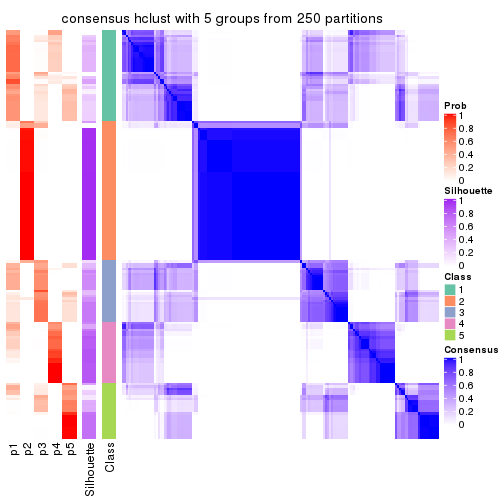 consensus hclust with 5 groups from 250 partitions
Prob
1
0.8
0.6
0.4
0.2
0
Silhouette
1
0.8
0.6
0.4
0.2
0
Class
1
2
3
4
5
Consensus
1
0.8
0.6
0.4
0.2
0
p1
p2
p3
p4
p5
Silhouette
Class